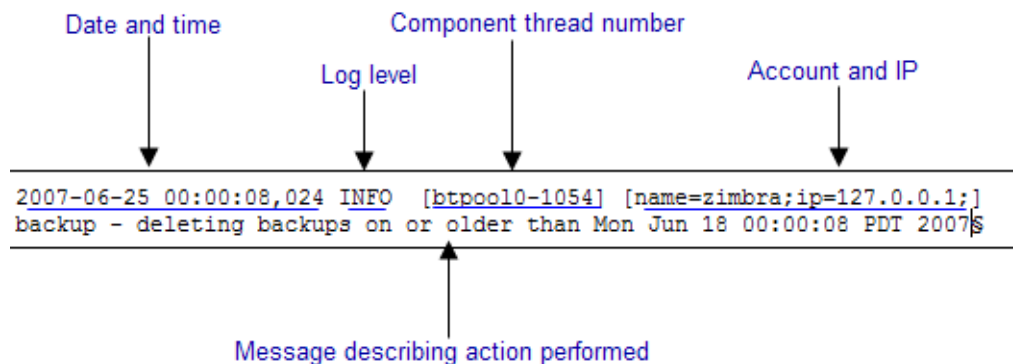 Date and time
Component thread number
Log level
Account and IP
2007-06-25 00:00:08,024 INFO [btpool0-1054] [name=zimbra;ip=127.0.0.1;]
backup - deleting backups on or older than Mon Jun 18 00:00:08 PDT 2007§
Message describing action performed